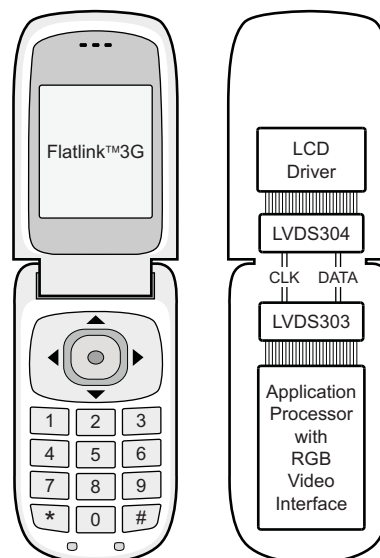 Flatlink™3G
1 2 3
4 5 6
7 8 9
* 0 #
LCD
Driver
LVDS304
CLK DATA
LVDS303
Application
Processor
with
RGB
Video
Interface